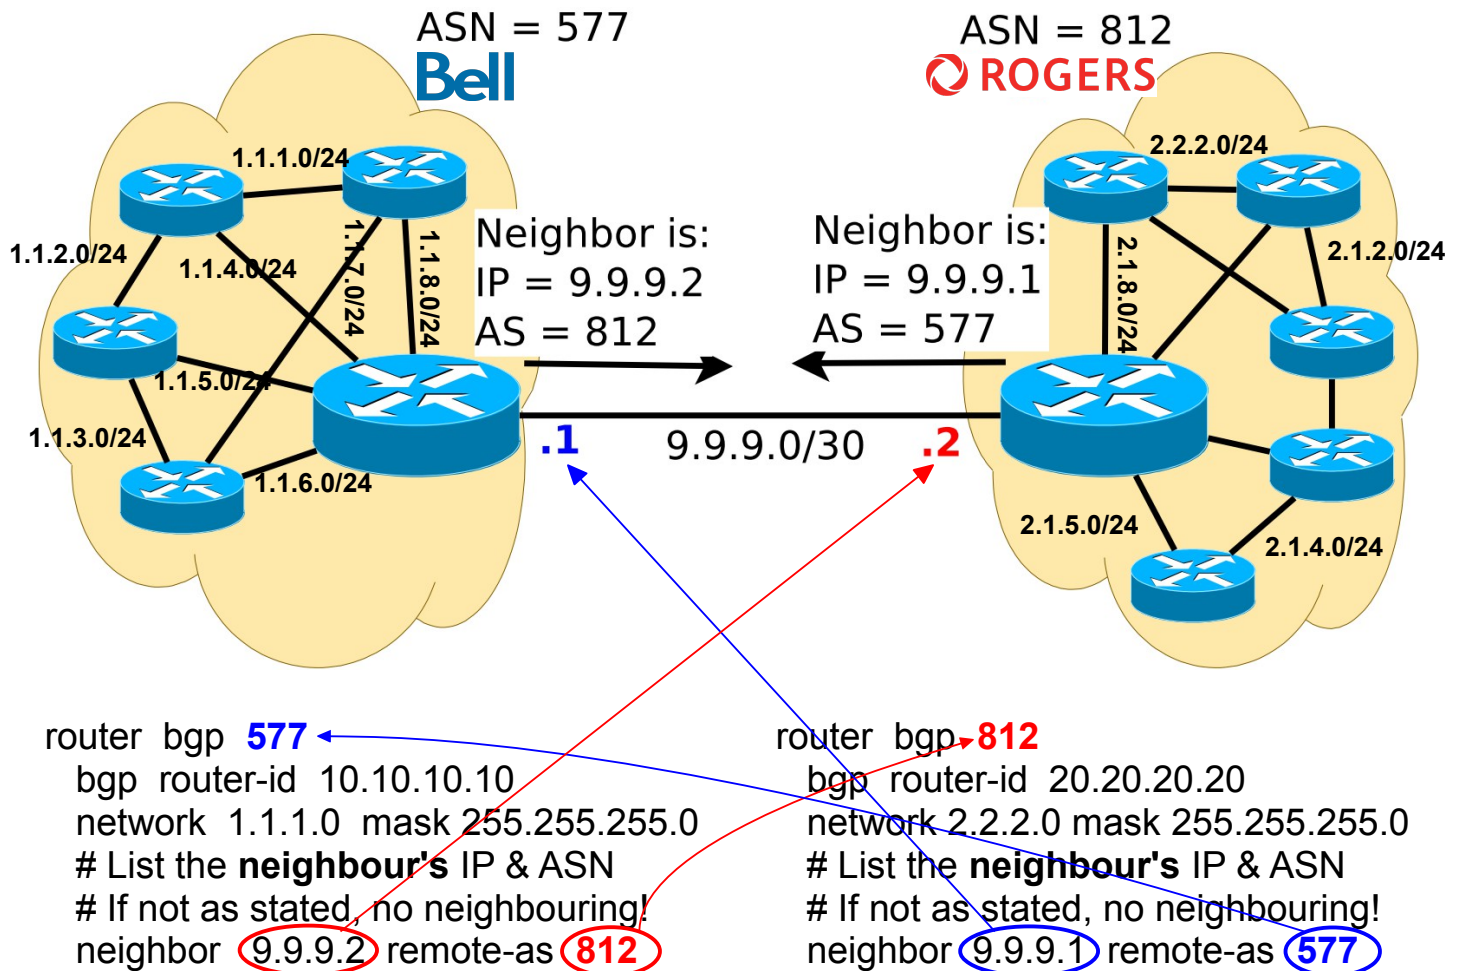 ASN = 577
Bell
ASN = 812
ROGERS
1.1.1.0/24
2.2.2.0/24
1.1.2.0/24
1.1.4.0/24
1.1.7.0/24
1.1.8.0/24
Neighbor is:
IP = 9.9.9.2
AS = 812
Neighbor is:
IP = 9.9.9.1
AS = 577
2.1.8.0/24
2.1.2.0/24
1.1.5.0/24
1.1.3.0/24
1.1.6.0/24
.1
9.9.9.0/30
.2
2.1.5.0/24
2.1.4.0/24
router bgp 577
bgp router-id 10.10.10.10
network 1.1.1.0 mask 255.255.255.0
# List the neighbour's IP & ASN
# If not as stated, no neighbouring!
neighbor 9.9.9.2 remote-as 812
router bgp 812
bgp router-id 20.20.20.20
network 2.2.2.0 mask 255.255.255.0
# List the neighbour's IP & ASN
# If not as stated, no neighbouring!
neighbor 9.9.9.1 remote-as 577